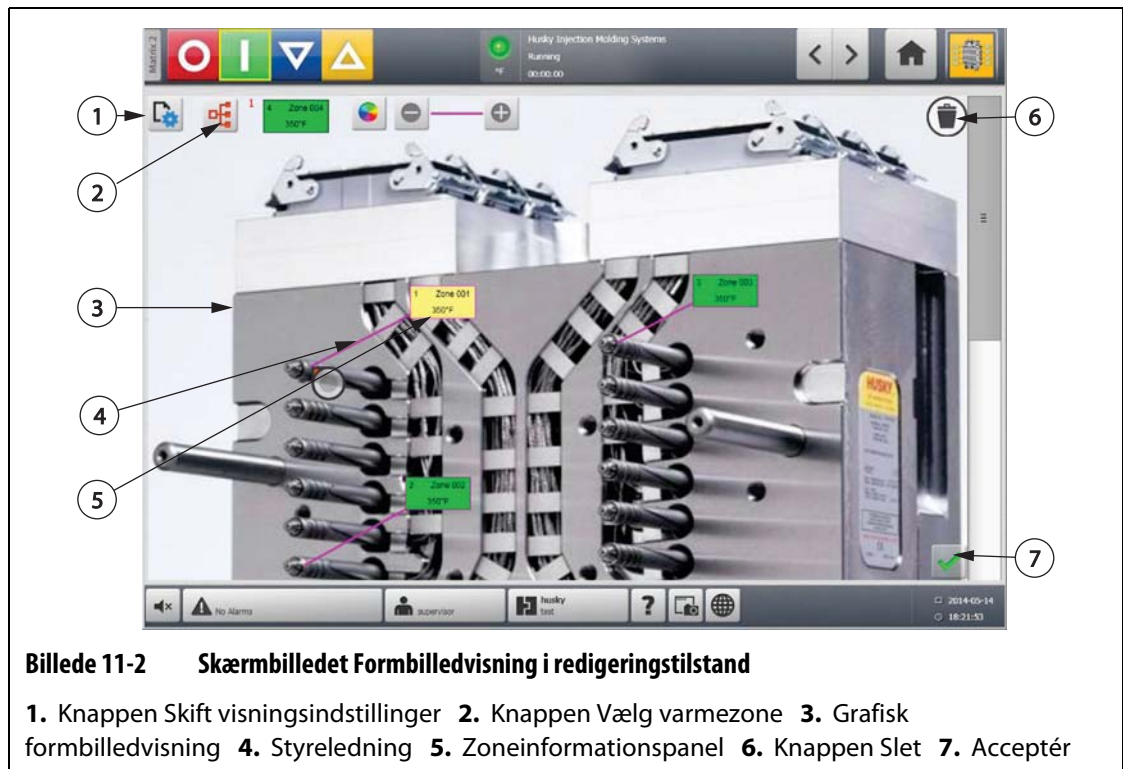 Matrix 2
Husky Injection Molding Systems
Running
°F
00:00:00
1
4 Zone 004
350°F
1
2
3
4
5
6
7
1 Zone 001
350°F
3 Zone 003
350°F
2 Zone 002
350°F
HUSKY
No Alarms
supervisor
husky
test
?
2014-05-14
18:21:53
Billede 11-2 Skærmbilledet Formbilledvisning i redigeringstilstand
1. Knappen Skift visningsindstillinger 2. Knappen Vælg varmezone 3. Grafisk
formbilledvisning 4. Styreledning 5. Zoneinformationspanel 6. Knappen Slet 7. Acceptér